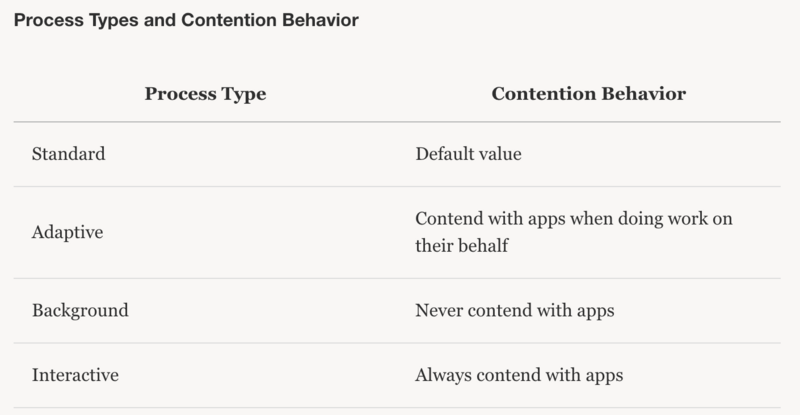 Process Types and Contention Behavior
Process Type Contention Behavior
Standard Default value
Adaptive Contend with apps when doing work on
their behalf
Background Never contend with apps
Interactive Always contend with apps